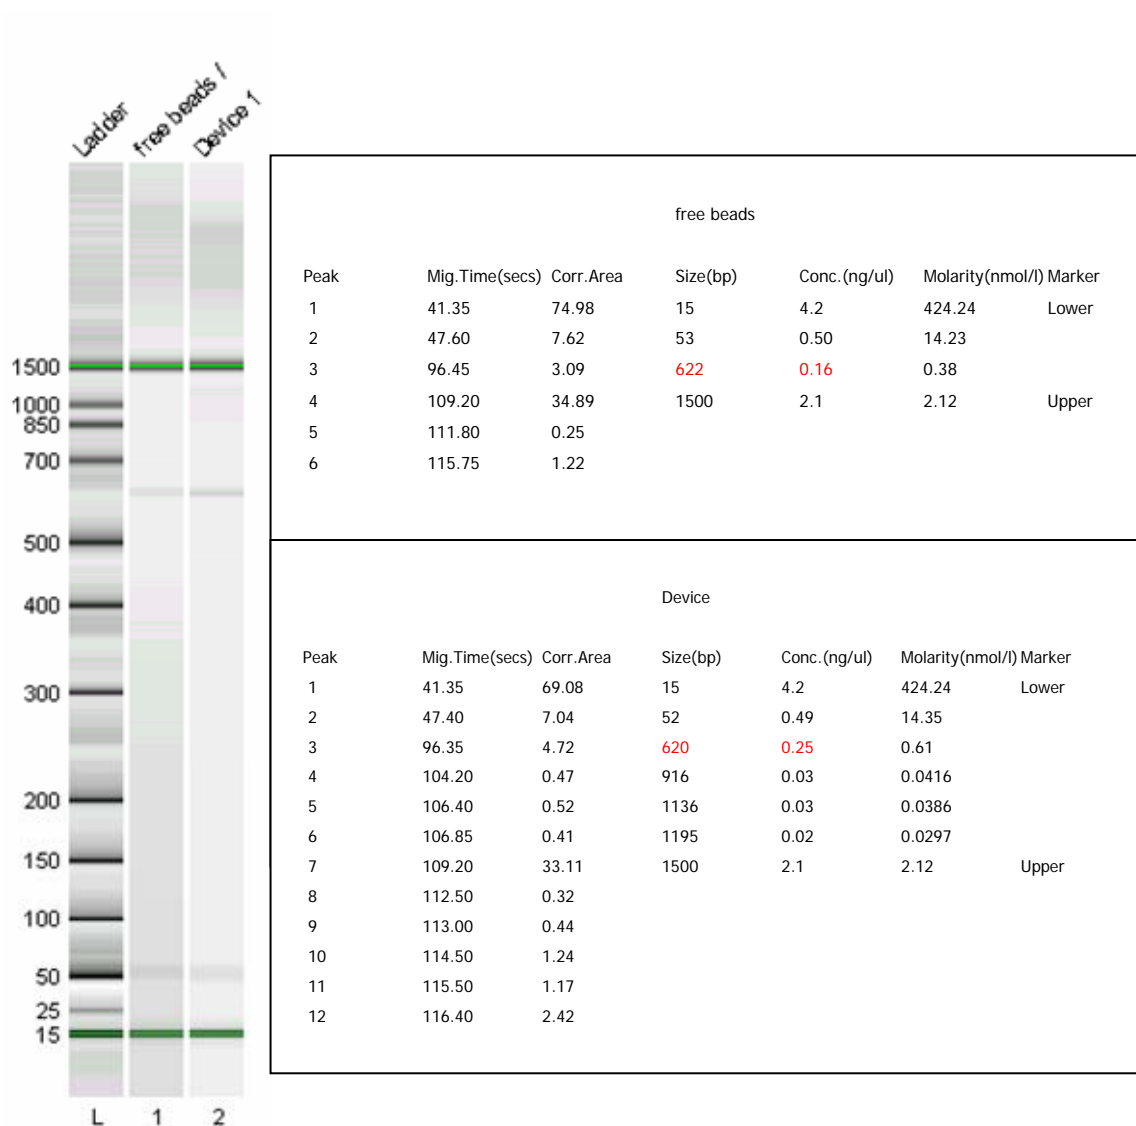 Ladder
free beads /
Device 1
1500
1000
850
700
500
400
300
200
150
100
50
25
15
L 1 2
free beads
Peak Mig.Time(secs) Corr.Area Size(bp) Conc.(ng/ul) Molarity(nmol/l) Marker
1 41.35 74.98 15 4.2 424.24 Lower
2 47.60 7.62 53 0.50 14.23
3 96.45 3.09 622 0.16 0.38
4 109.20 34.89 1500 2.1 2.12 Upper
5 111.80 0.25
6 115.75 1.22
Device
Peak Mig.Time(secs) Corr.Area Size(bp) Conc.(ng/ul) Molarity(nmol/l) Marker
1 41.35 69.08 15 4.2 424.24 Lower
2 47.40 7.04 52 0.49 14.35
3 96.35 4.72 620 0.25 0.61
4 104.20 0.47 916 0.03 0.0416
5 106.40 0.52 1136 0.03 0.0386
6 106.85 0.41 1195 0.02 0.0297
7 109.20 33.11 1500 2.1 2.12 Upper
8 112.50 0.32
9 113.00 0.44
10 114.50 1.24
11 115.50 1.17
12 116.40 2.42